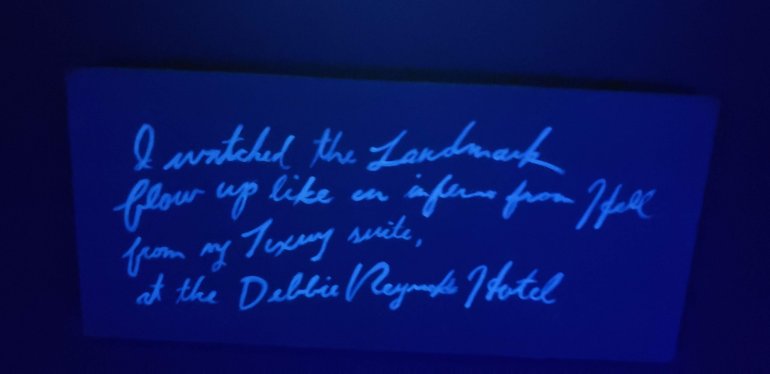 I watched the Landmark
blow up like an inferno from Hell
from my luxury suite,
at the Debbie Reynolds Hotel